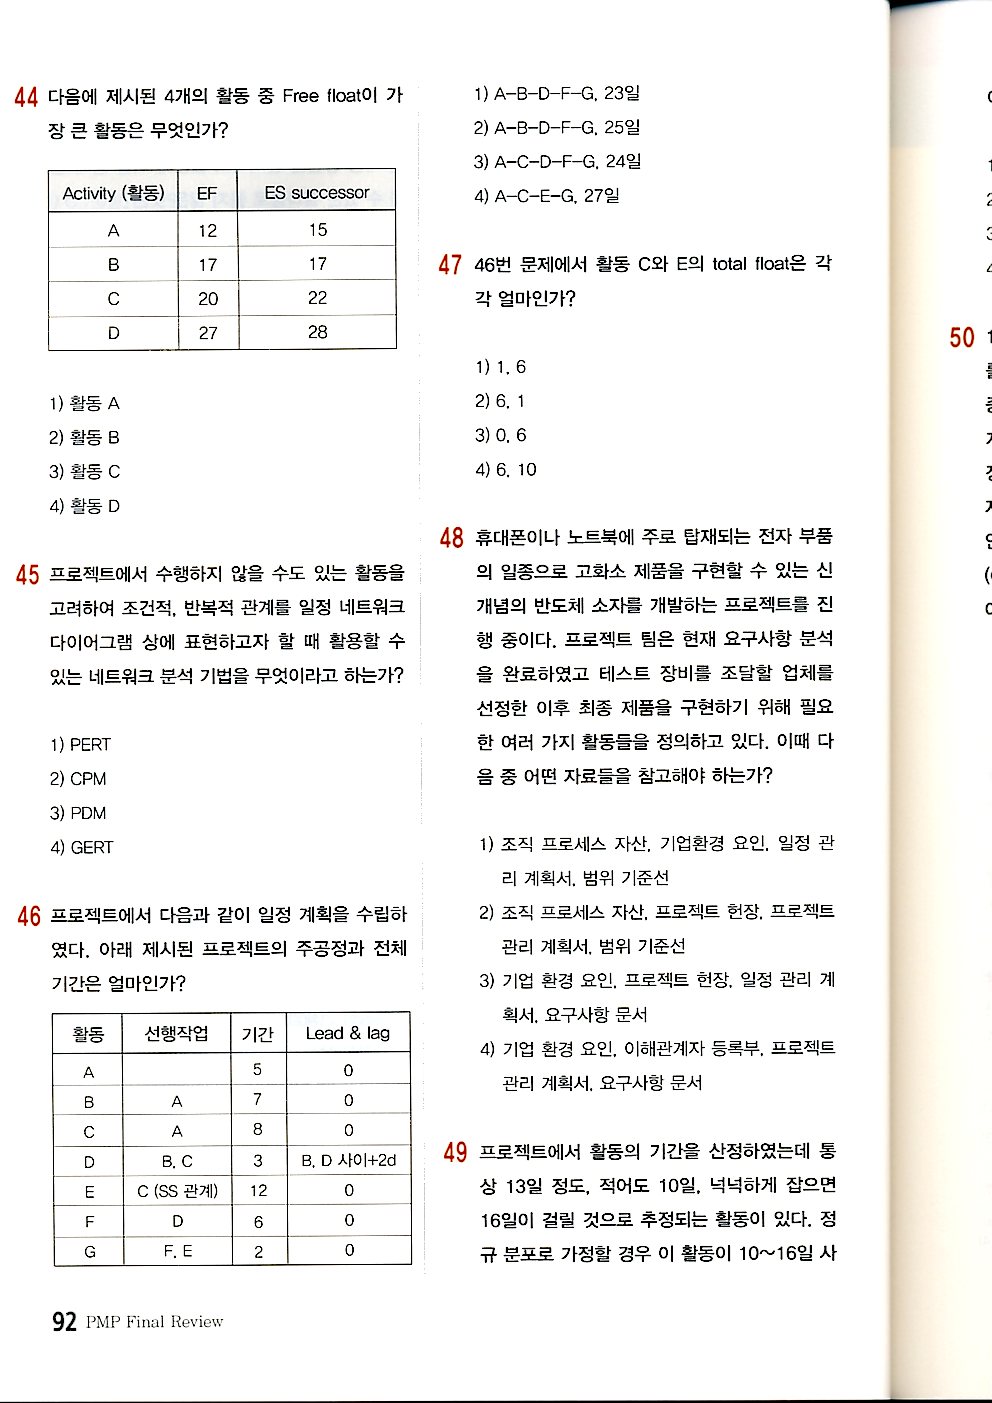 44 다음에 제시된 4개의 활동 중 Free float이 가
장 큰 활동은 무엇인가?
Activity (활동) EF ES successor
A 12 15
B 17 17
C 20 22
D 27 28
1) 활동 A
2) 활동 B
3) 활동 C
4) 활동 D
45 프로젝트에서 수행하지 않을 수도 있는 활동을
고려하여 조건적, 반복적 관계를 일정 네트워크
다이어그램 상에 표현하고자 할 때 활용할 수
있는 네트워크 분석 기법을 무엇이라고 하는가?
1) PERT
2) CPM
3) PDM
4) GERT
46 프로젝트에서 다음과 같이 일정 계획을 수립하
였다. 아래 제시된 프로젝트의 주공정과 전체
기간은 얼마인가?
활동 선행작업 기간 Lead & lag
A 5 0
B A 7 0
C A 8 0
D B, C 3 B, D 사이+2d
E C (SS 관계) 12 0
F D 6 0
G F, E 2 0
92 PMP Final Review
1) A-B-D-F-G, 23일
2) A-B-D-F-G, 25일
3) A-C-D-F-G, 24일
4) A-C-E-G, 27일
47 46번 문제에서 활동 C와 E의 total float은 각
각 얼마인가?
1) 1, 6
2) 6, 1
3) 0, 6
4) 6, 10
48 휴대폰이나 노트북에 주로 탑재되는 전자 부품
의 일종으로 고화소 제품을 구현할 수 있는 신
개념의 반도체 소자를 개발하는 프로젝트를 진
행 중이다. 프로젝트 팀은 현재 요구사항 분석
을 완료하였고 테스트 장비를 조달할 업체를
선정한 이후 최종 제품을 구현하기 위해 필요
한 여러 가지 활동들을 정의하고 있다. 이때 다
음 중 어떤 자료들을 참고해야 하는가?
1) 조직 프로세스 자산, 기업환경 요인, 일정 관
리 계획서, 범위 기준선
2) 조직 프로세스 자산, 프로젝트 헌장, 프로젝트
관리 계획서, 범위 기준선
3) 기업 환경 요인, 프로젝트 헌장, 일정 관리 계
획서, 요구사항 문서
4) 기업 환경 요인, 이해관계자 등록부, 프로젝트
관리 계획서, 요구사항 문서
49 프로젝트에서 활동의 기간을 산정하였는데 통
상 13일 정도, 적어도 10일, 넉넉하게 잡으면
16일이 걸릴 것으로 추정되는 활동이 있다. 정
규 분포로 가정할 경우 이 활동이 10~16일 사
50